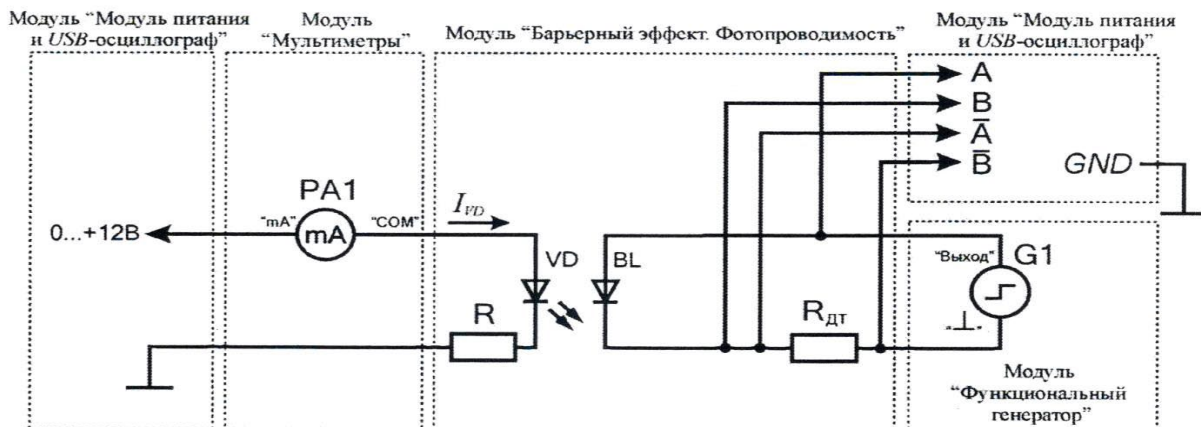 Модуль “Модуль питания
и USB-осциллограф”
Модуль
“Мультиметры”
Модуль “Барьерный эффект. Фотопроводимость”
Модуль “Модуль питания
и USB-осциллограф”
A
B
A̅
B̅
GND
PA1
"mA"
mA
"COM"
I_VD
0...+12В
VD
BL
R
R_ДТ
"Выход"
G1
"⊥"
Модуль
“Функциональный
генератор”